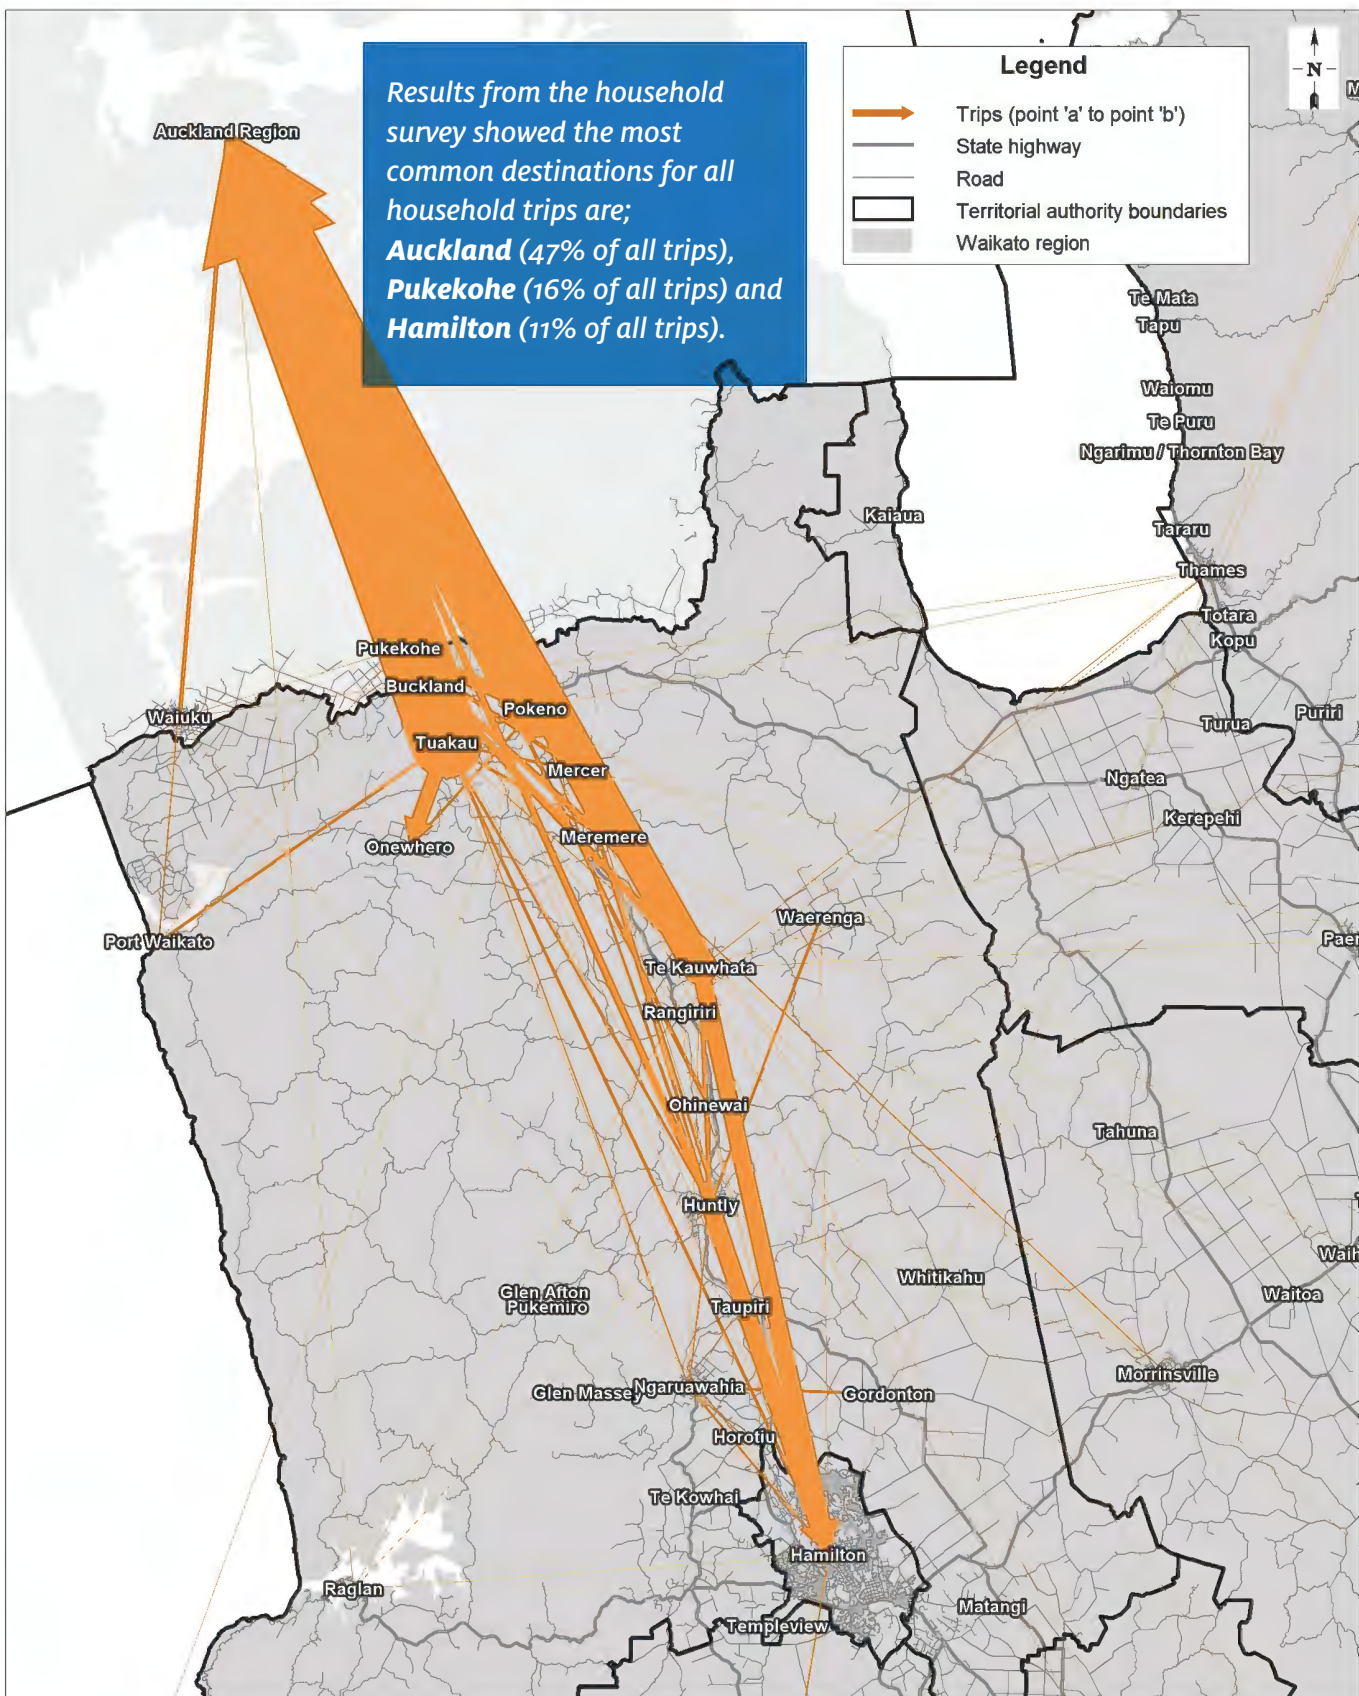 Results from the household
survey showed the most
common destinations for all
household trips are;
Auckland (47% of all trips),
Pukekohe (16% of all trips) and
Hamilton (11% of all trips).
Legend
Trips (point 'a' to point 'b')
State highway
Road
Territorial authority boundaries
Waikato region
N
Auckland Region
Te Mata
Tapu
Waiomu
Te Puru
Ngarimu / Thornton Bay
Kaiaua
Tararu
Thames
Totara
Kopu
Pukekohe
Buckland
Pokeno
Waiuku
Turua
Puriri
Tuakau
Mercer
Ngatea
Kerepehi
Meremere
Onewhero
Waerenga
Port Waikato
Paer
Te Kauwhata
Rangiriri
Ohinewai
Tahuna
Huntly
Waih
Whitikahu
Glen Afton
Pukemiro
Taupiri
Waitoa
Morrinsville
Glen Massey
Ngaruawahia
Gordonton
Horotiu
Te Kowhai
Hamilton
Raglan
Matangi
Templeview